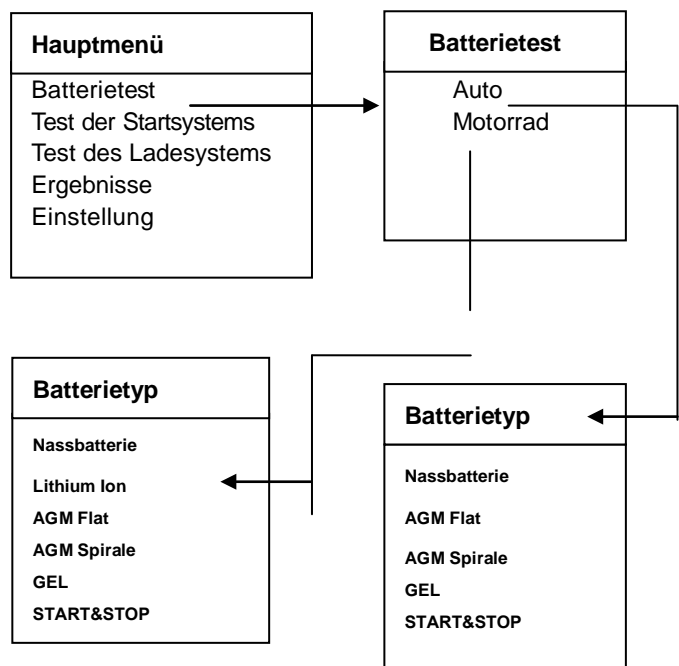 Hauptmenü
Batterietest
Test der Startsystems
Test des Ladesystems
Ergebnisse
Einstellung
Batterietest
Auto
Motorrad
Batterietyp
Nassbatterie
Lithium Ion
AGM Flat
AGM Spirale
GEL
START&STOP
Batterietyp
Nassbatterie
AGM Flat
AGM Spirale
GEL
START&STOP